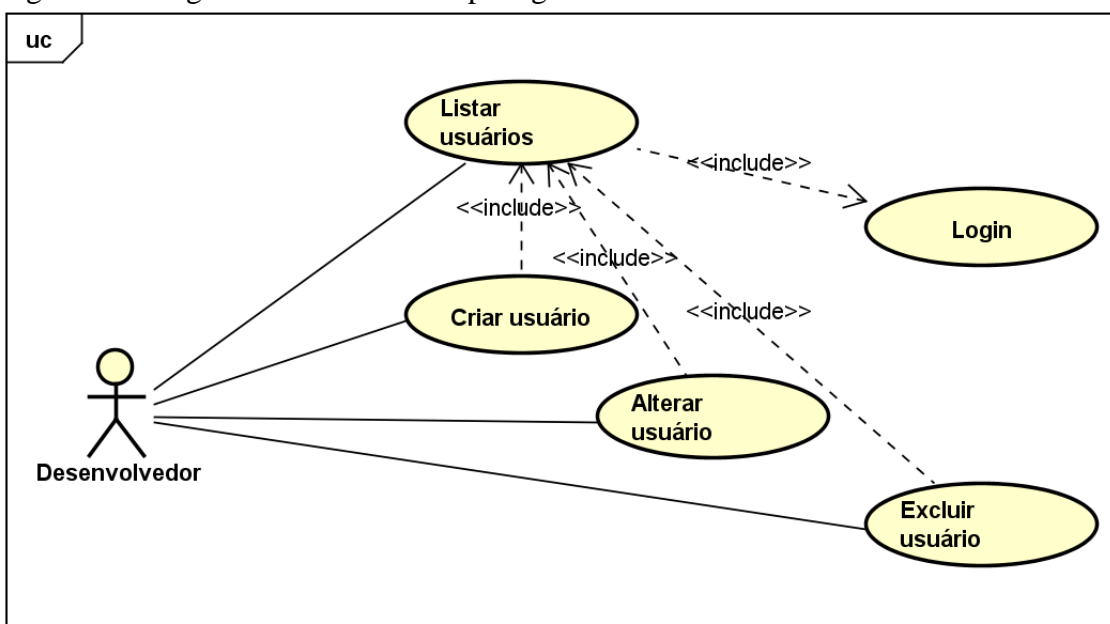 uc
Listar
usuários
<<include>>
<<include>>
Login
<<include>>
<<include>>
Criar usuário
Alterar
usuário
Desenvolvedor
Excluir
usuário